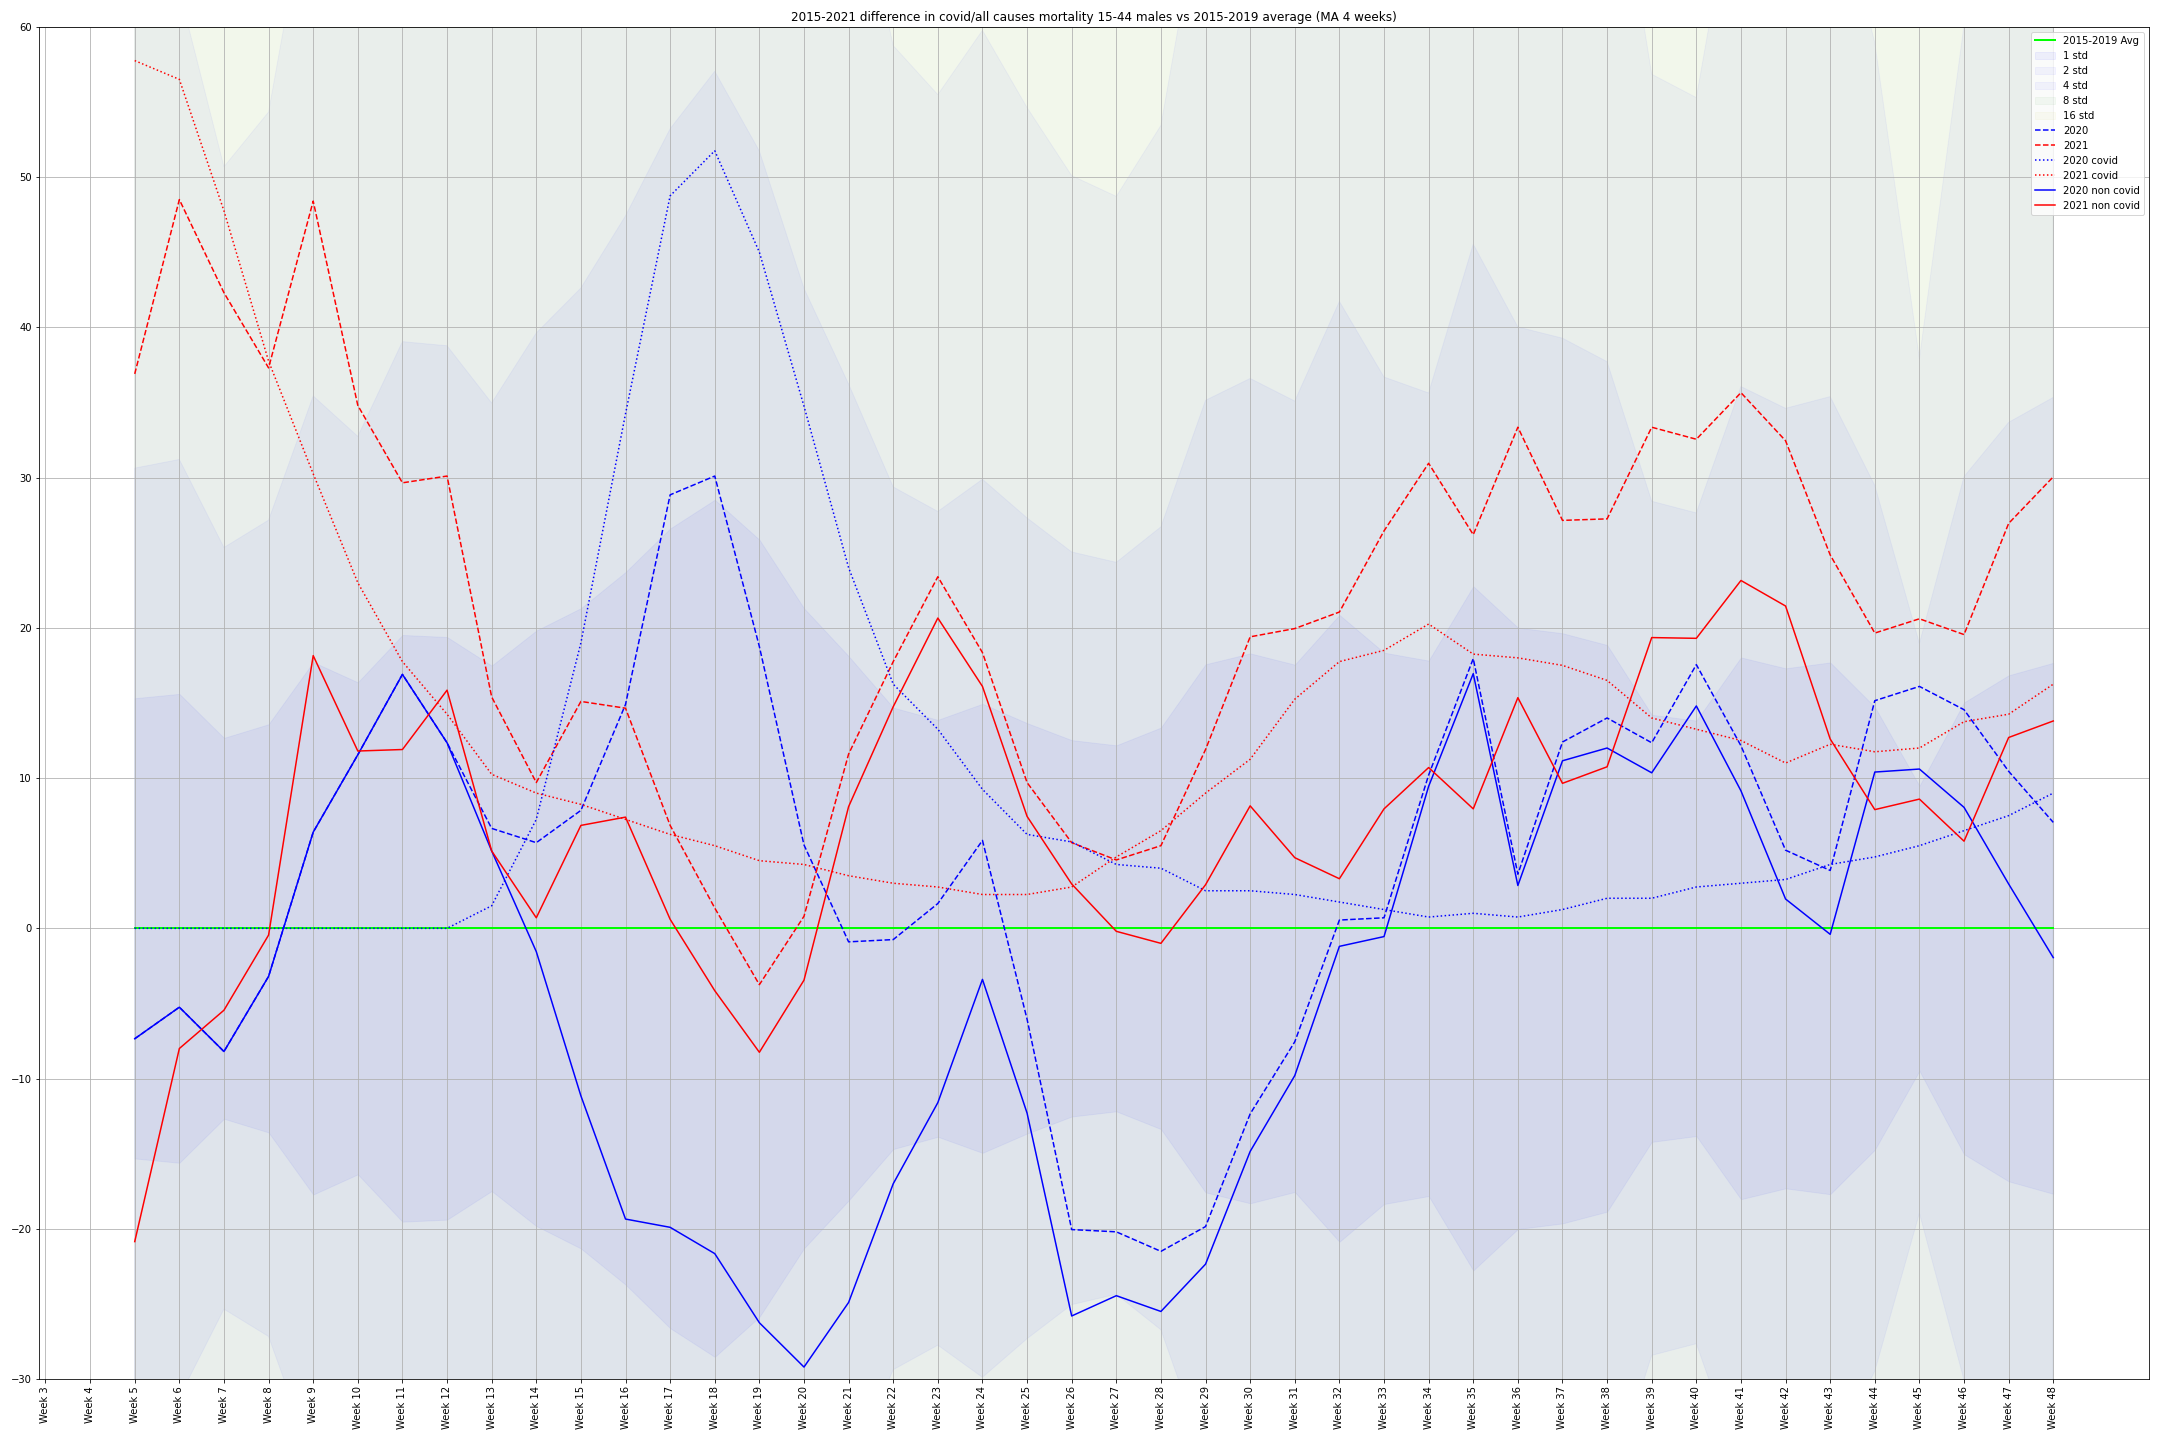 2015-2021 difference in covid/all causes mortality 15-44 males vs 2015-2019 average (MA 4 weeks)
60
50
40
30
20
10
0
−10
−20
−30
2015-2019 Avg
1 std
2 std
4 std
8 std
16 std
2020
2021
2020 covid
2021 covid
2020 non covid
2021 non covid
Week 3
Week 4
Week 5
Week 6
Week 7
Week 8
Week 9
Week 10
Week 11
Week 12
Week 13
Week 14
Week 15
Week 16
Week 17
Week 18
Week 19
Week 20
Week 21
Week 22
Week 23
Week 24
Week 25
Week 26
Week 27
Week 28
Week 29
Week 30
Week 31
Week 32
Week 33
Week 34
Week 35
Week 36
Week 37
Week 38
Week 39
Week 40
Week 41
Week 42
Week 43
Week 44
Week 45
Week 46
Week 47
Week 48